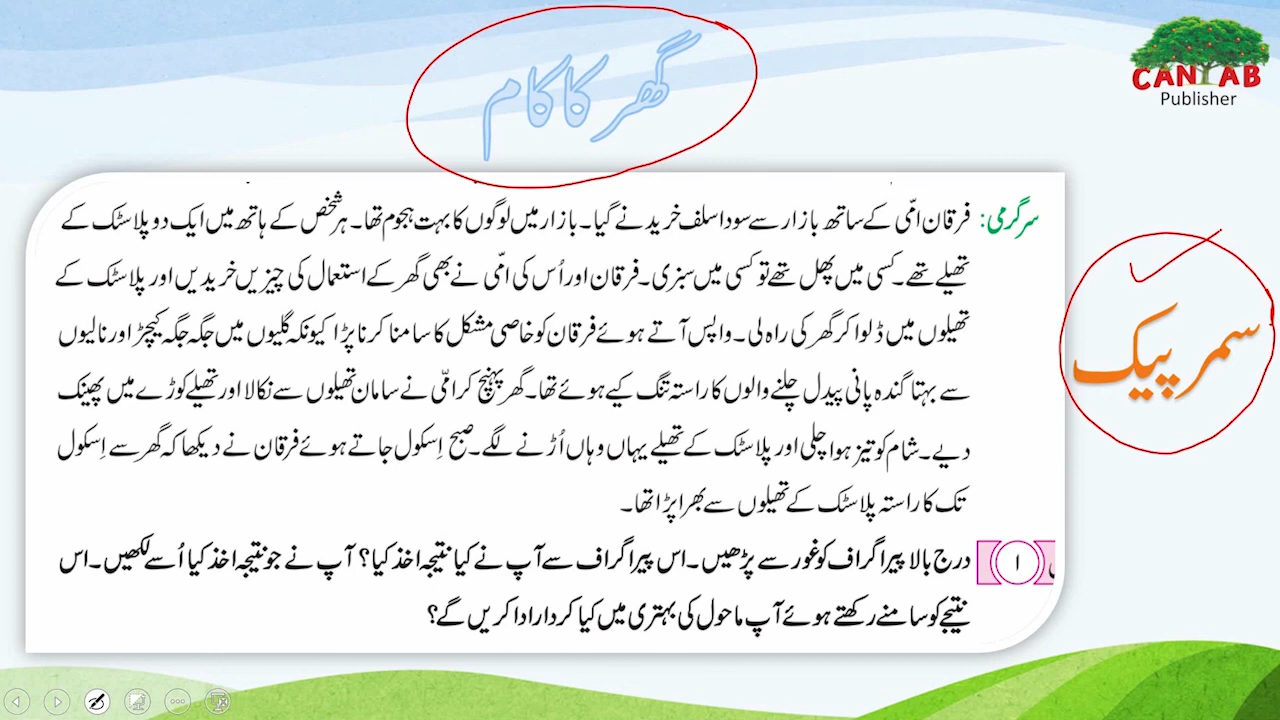 گھر کا کام
CANTAB
Publisher
سرگرمی: فرقان امّی کے ساتھ بازار سے سودا سلف خریدنے گیا۔ بازار میں لوگوں کا بہت ہجوم تھا۔ ہر شخص کے ہاتھ میں ایک دو پلاسٹک کے
تھیلے تھے۔ کسی میں پھل تھے تو کسی میں سبزی۔ فرقان اور اُس کی امّی نے بھی گھر کے استعمال کی چیزیں خریدیں اور پلاسٹک کے
تھیلوں میں ڈلوا کر گھر کی راہ لی۔ واپس آتے ہوئے فرقان کو خاصی مشکل کا سامنا کرنا پڑا کیونکہ گلیوں میں جگہ جگہ کیچڑ اور نالیوں
سے بہتا گندہ پانی پیدل چلنے والوں کا راستہ تنگ کیے ہوئے تھا۔ گھر پہنچ کر امّی نے سامان تھیلوں سے نکالا اور تھیلے کوڑے میں پھینک
دیے۔ شام کو تیز ہوا چلی اور پلاسٹک کے تھیلے یہاں وہاں اُڑنے لگے۔ صبح اِسکول جاتے ہوئے فرقان نے دیکھا کہ گھر سے اِسکول
تک کا راستہ پلاسٹک کے تھیلوں سے بھرا پڑا تھا۔
سمر پیک
۱ درج بالا پیراگراف کو غور سے پڑھیں۔ اس پیراگراف سے آپ نے کیا نتیجہ اخذ کیا؟ آپ نے جو نتیجہ اخذ کیا اُسے لکھیں۔ اس
نتیجے کو سامنے رکھتے ہوئے آپ ماحول کی بہتری میں کیا کردار ادا کریں گے؟